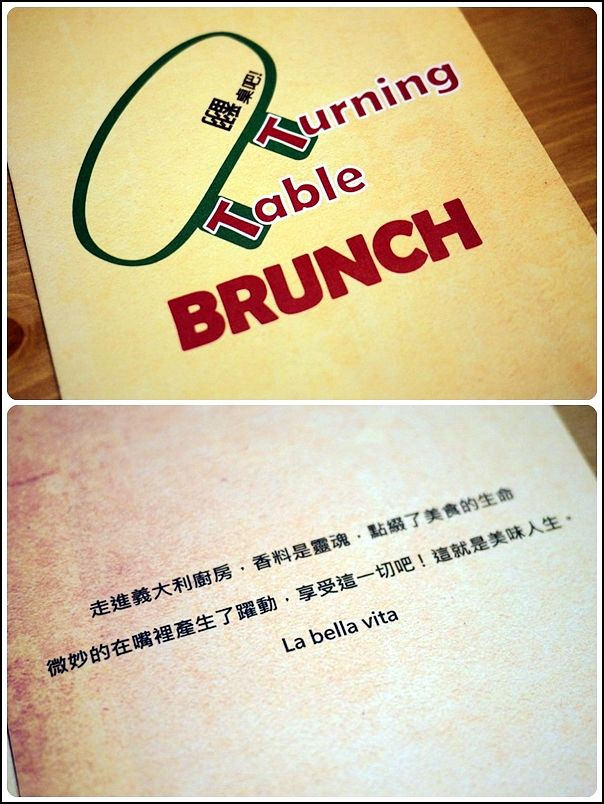 桌吧!
Turning
Table
BRUNCH
走進義大利廚房，香料是靈魂，點綴了美食的生命
微妙的在嘴裡產生了躍動，享受這一切吧！這就是美味人生。
La bella vita